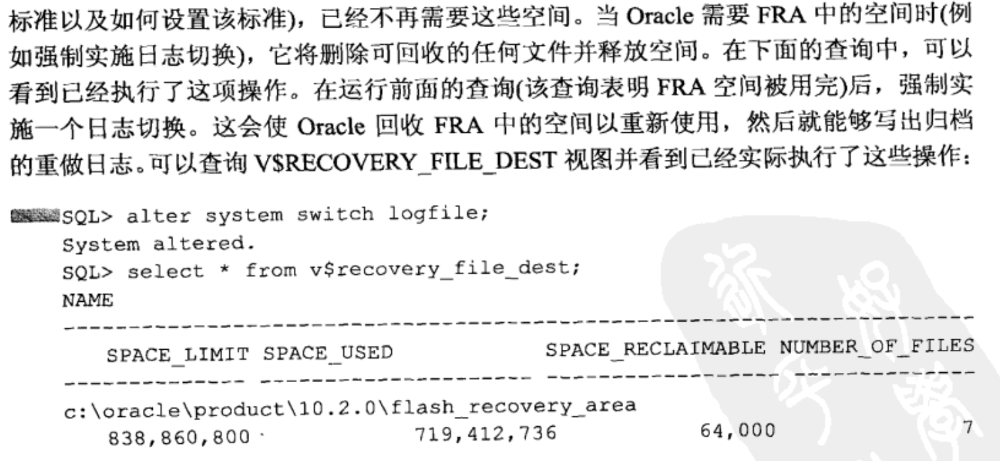 标准以及如何设置该标准)，已经不再需要这些空间。当 Oracle 需要 FRA 中的空间时(例
如强制实施日志切换)，它将删除可回收的任何文件并释放空间。在下面的查询中，可以
看到已经执行了这项操作。在运行前面的查询(该查询表明 FRA 空间被用完)后，强制实
施一个日志切换。这会使 Oracle 回收 FRA 中的空间以重新使用，然后就能够写出归档
的重做日志。可以查询 V$RECOVERY_FILE_DEST 视图并看到已经实际执行了这些操作：
SQL> alter system switch logfile;
System altered.
SQL> select * from v$recovery_file_dest;
NAME
--------------------------------------------------------------------------------
SPACE_LIMIT SPACE_USED SPACE_RECLAIMABLE NUMBER_OF_FILES
-------------- --------------------- ------------------ ---------------
c:\oracle\product\10.2.0\flash_recovery_area
838,860,800 719,412,736 64,000 7